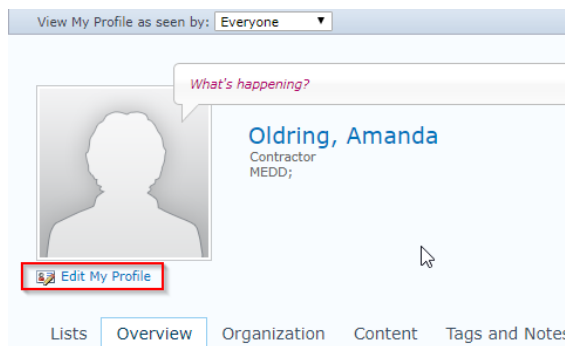 View My Profile as seen by: Everyone
What's happening?
Oldring, Amanda
Contractor
MEDD;
Edit My Profile
Lists Overview Organization Content Tags and Notes